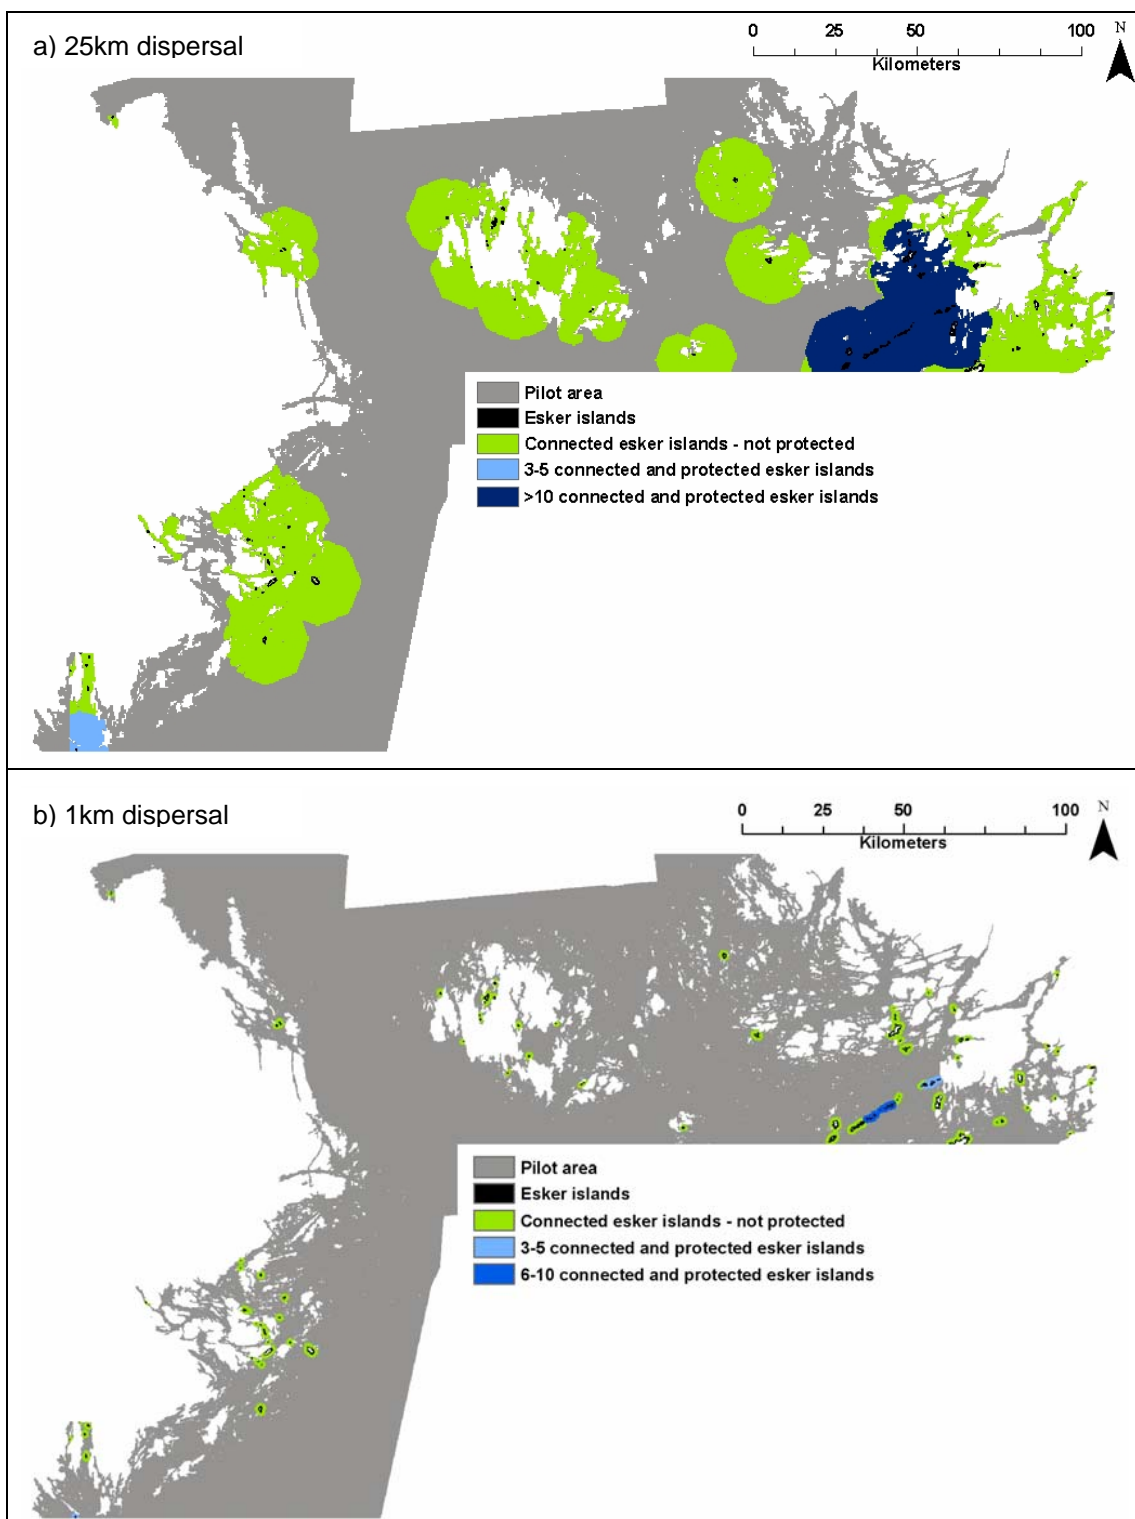 a) 25km dispersal
0 25 50 100
Kilometers
N
Pilot area
Esker islands
Connected esker islands - not protected
3-5 connected and protected esker islands
>10 connected and protected esker islands
b) 1km dispersal
0 25 50 100
Kilometers
N
Pilot area
Esker islands
Connected esker islands - not protected
3-5 connected and protected esker islands
6-10 connected and protected esker islands